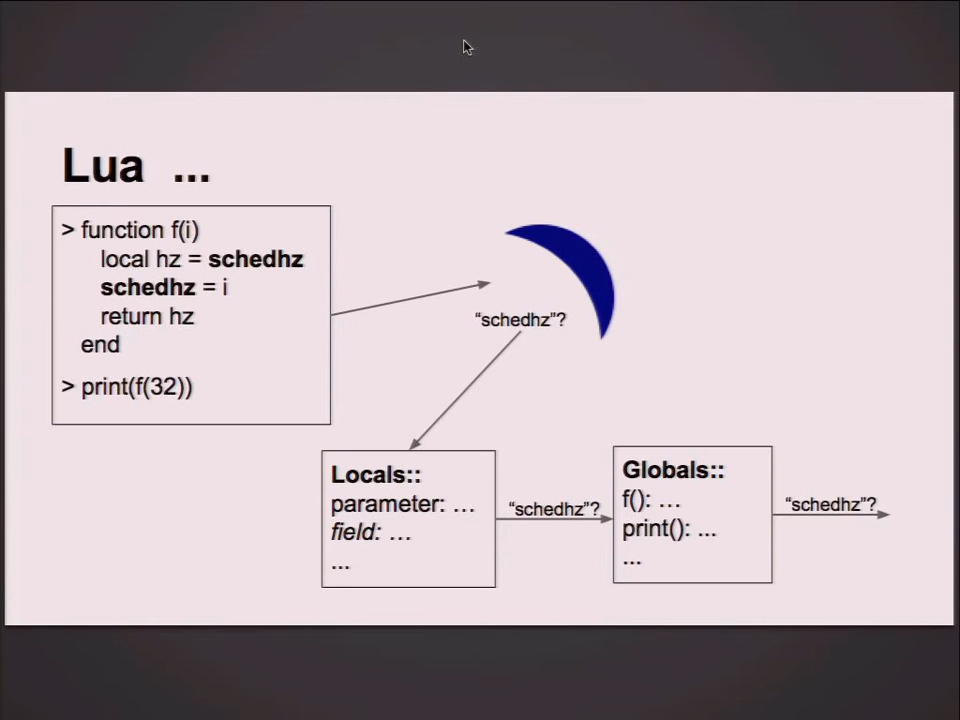 Lua ...
> function f(i)
local hz = schedhz
schedhz = i
return hz
end
> print(f(32))
“schedhz”?
Locals::
parameter: ...
field: ...
...
“schedhz”?
Globals::
f(): ...
print(): ...
...
“schedhz”?